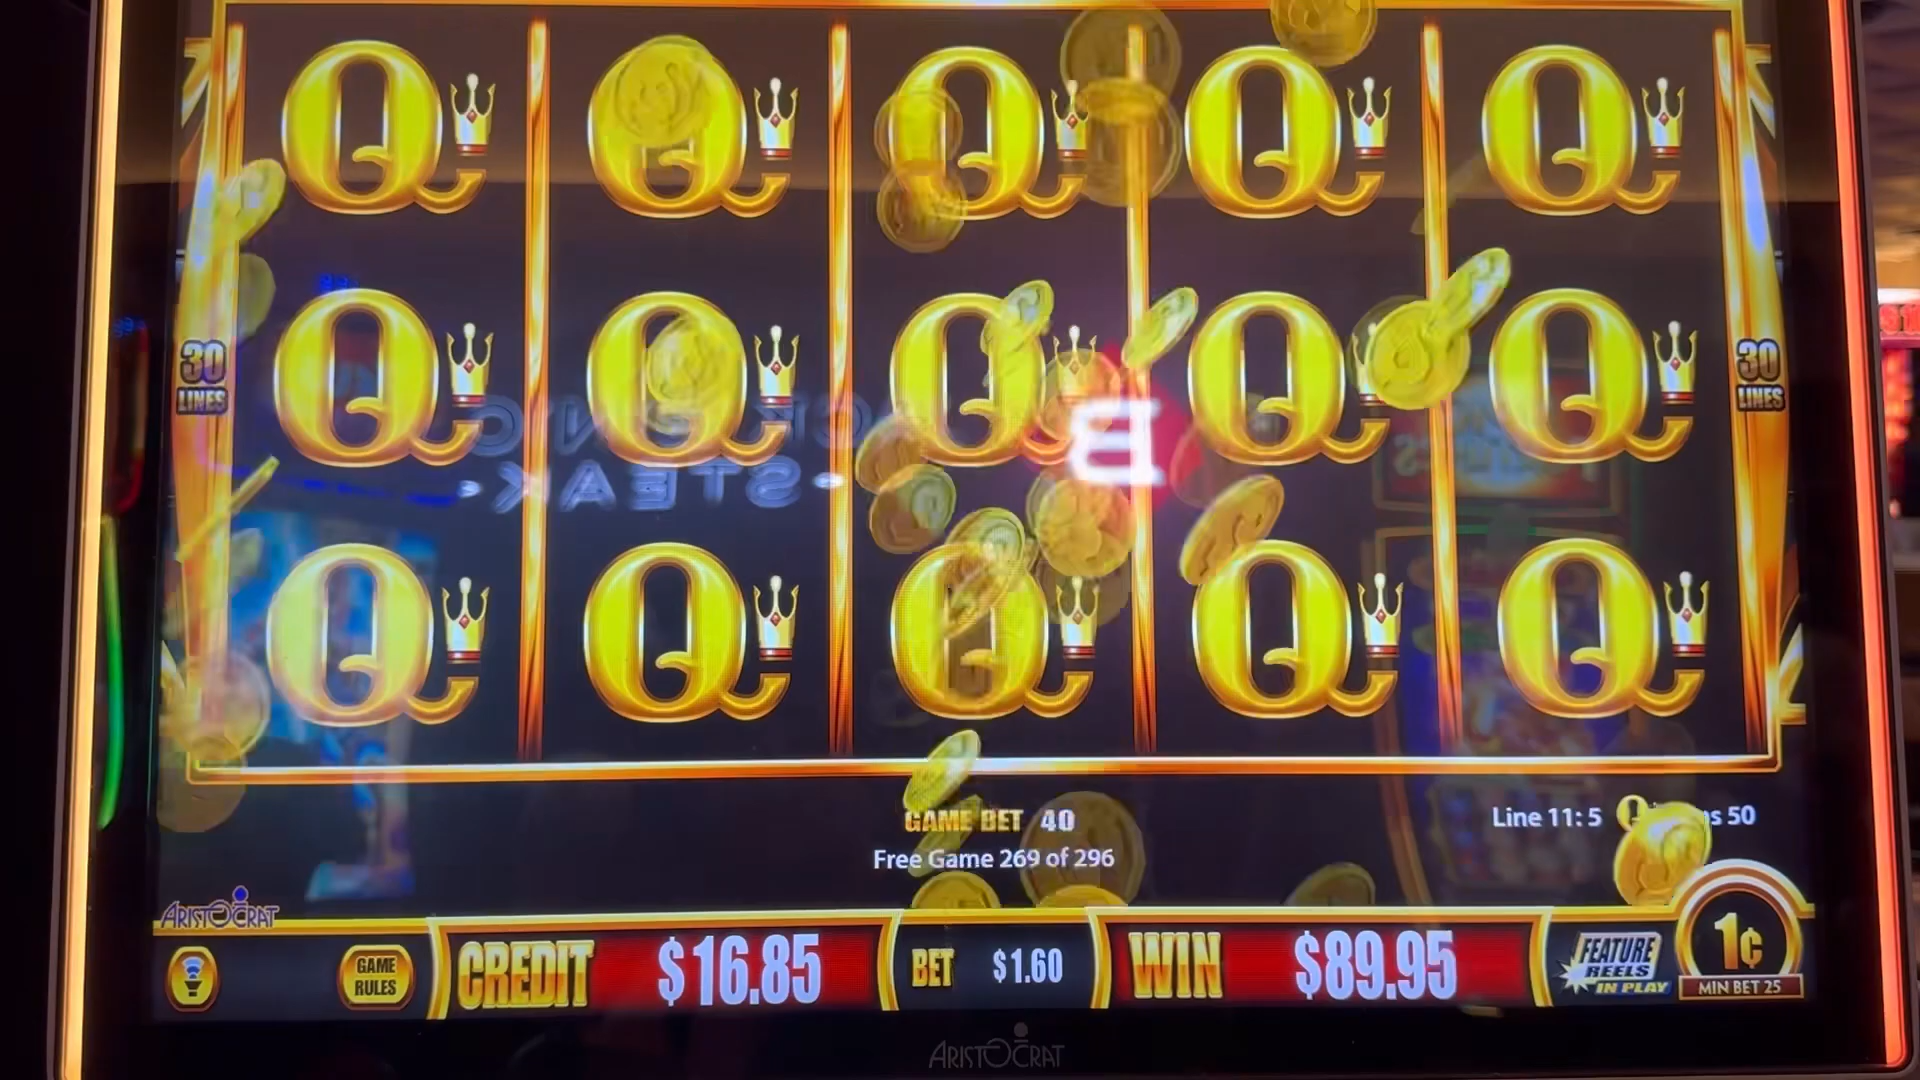 Q Q Q Q Q
Q Q Q Q Q
30 LINES
30 LINES
STEAK
B
Q Q Q Q Q
GAME BET 40
Line 11: 5 Q 50
Free Game 269 of 296
ARISTOCRAT
GAME RULES
CREDIT $16.85
BET $1.60
WIN $89.95
FEATURE REELS IN PLAY
1¢
MIN BET 25
ARISTOCRAT